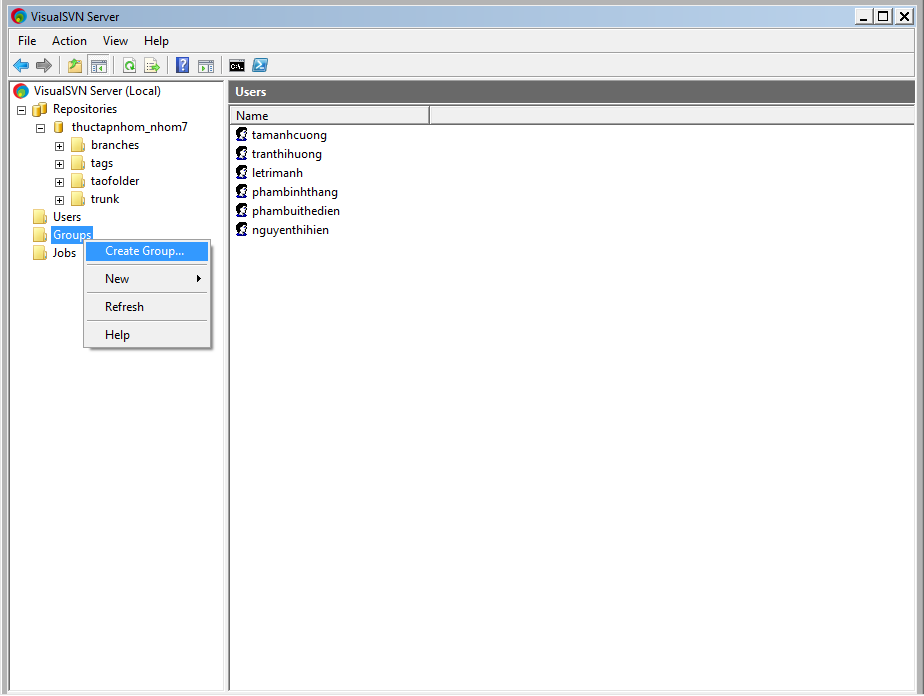 VisualSVN Server
File Action View Help
VisualSVN Server (Local)
Repositories
thuctapnhom_nhom7
branches
tags
taofolder
trunk
Users
Groups
Jobs
Create Group...
New
Refresh
Help
Users
Name
tamanhcuong
tranthihuong
letrimanh
phambinhthang
phambuithedien
nguyenthihien